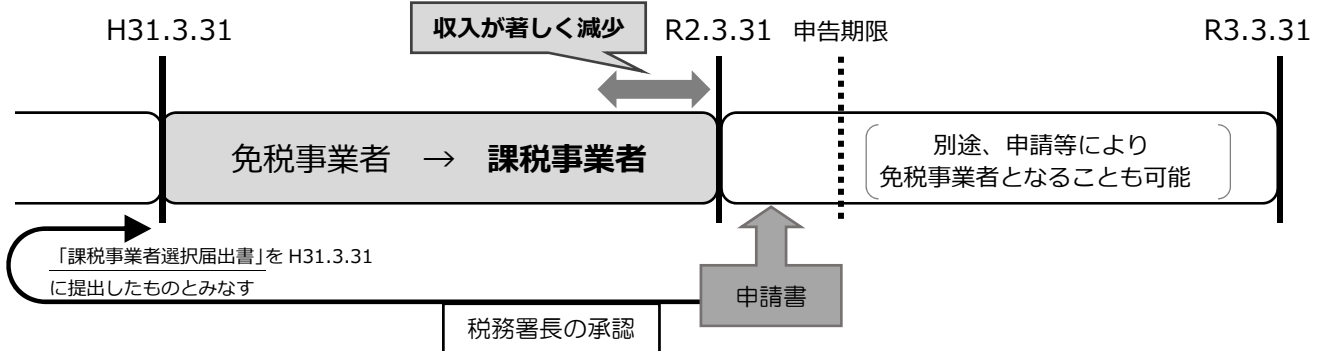 H31.3.31
収入が著しく減少
R2.3.31
申告期限
R3.3.31
免税事業者 → 課税事業者
別途、申請等により
免税事業者となることも可能
「課税事業者選択届出書」を H31.3.31
に提出したものとみなす
申請書
税務署長の承認